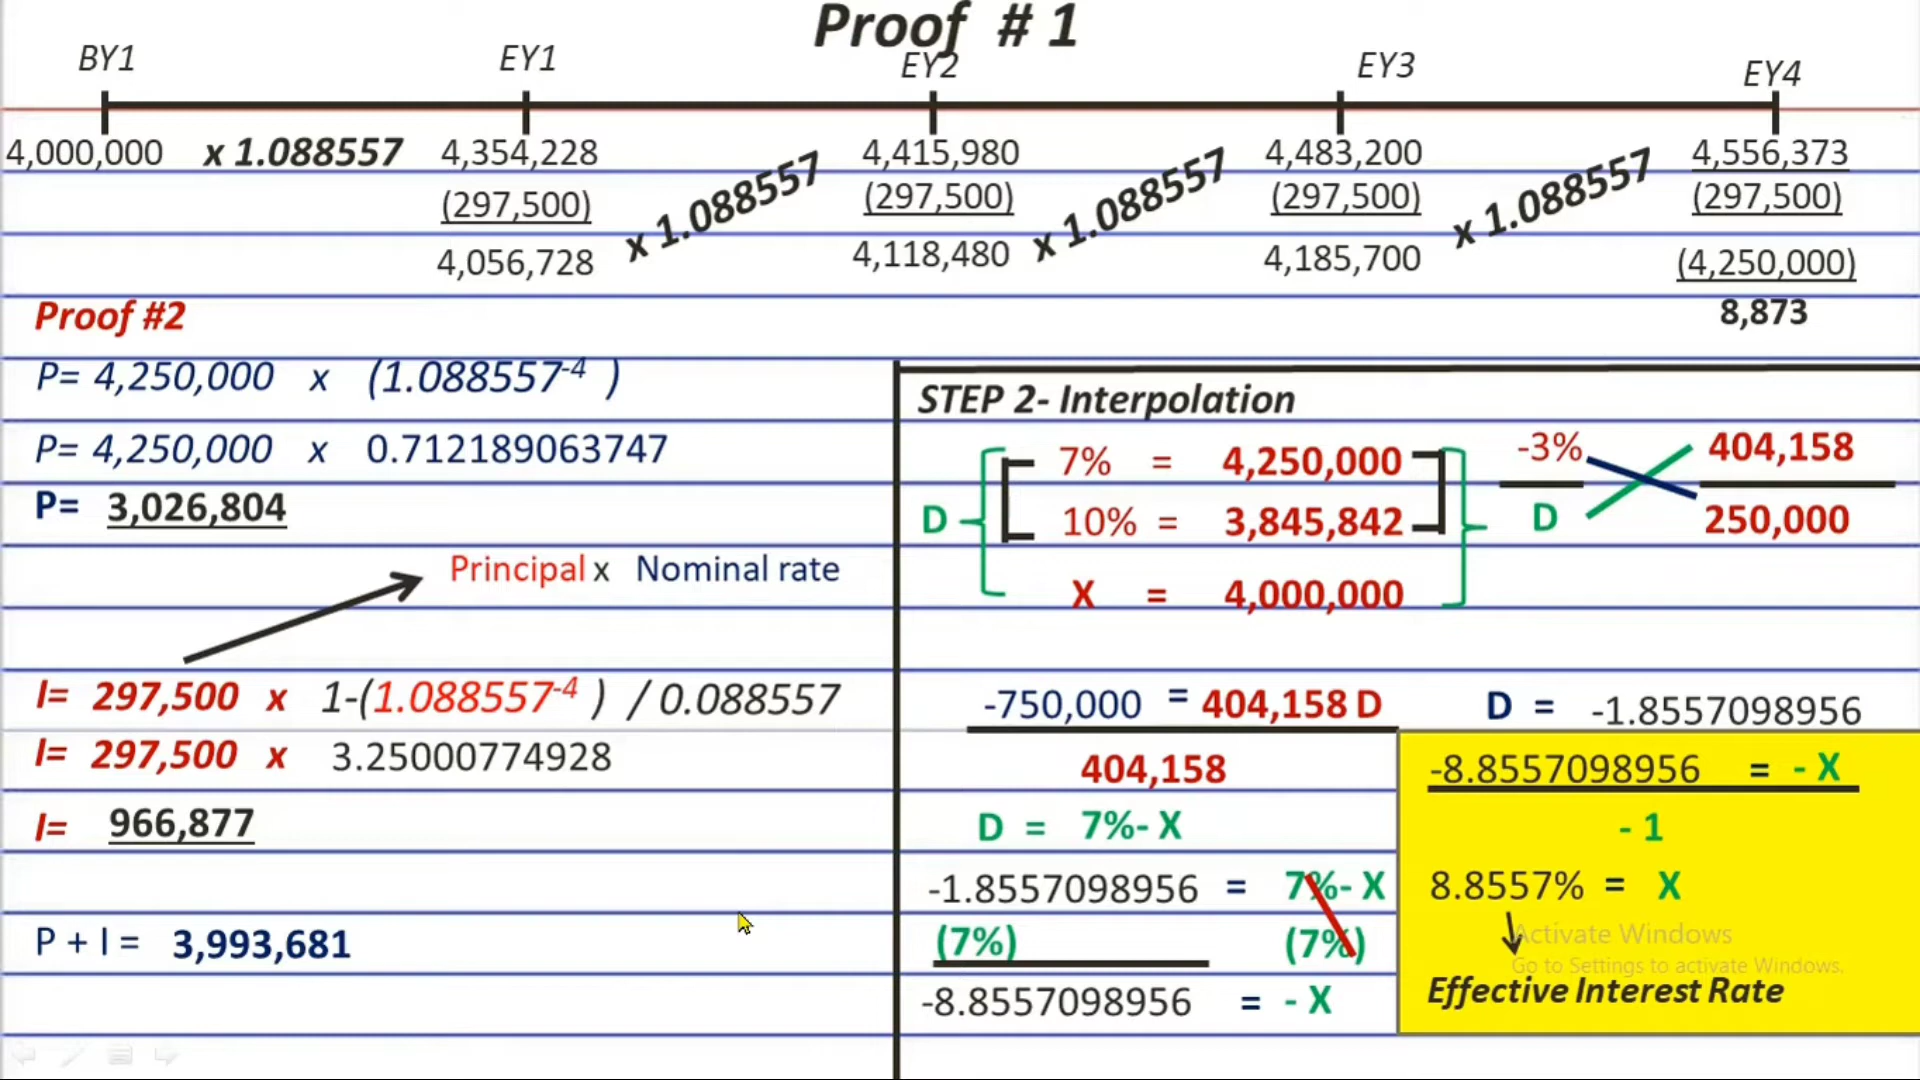 Proof # 1
BY1 EY1 EY2 EY3 EY4
4,000,000 x 1.088557 4,354,228 4,415,980 4,483,200 4,556,373
(297,500) x 1.088557 (297,500) x 1.088557 (297,500) x 1.088557 (297,500)
4,056,728 4,118,480 4,185,700 (4,250,000)
8,873
Proof #2
P= 4,250,000 x (1.088557-4 )
P= 4,250,000 x 0.712189063747
P= 3,026,804
Principal x Nominal rate
I= 297,500 x 1-(1.088557-4 ) / 0.088557
I= 297,500 x 3.25000774928
I= 966,877
P + I = 3,993,681
STEP 2- Interpolation
7% = 4,250,000 -3% 404,158
D 10% = 3,845,842 D 250,000
X = 4,000,000
-750,000 = 404,158 D D = -1.8557098956
404,158
D = 7%- X
-1.8557098956 = 7%- X
(7%) (7%)
-8.8557098956 = - X
-8.8557098956 = - X
- 1
8.8557% = X
Activate Windows
Go to Settings to activate Windows.
Effective Interest Rate